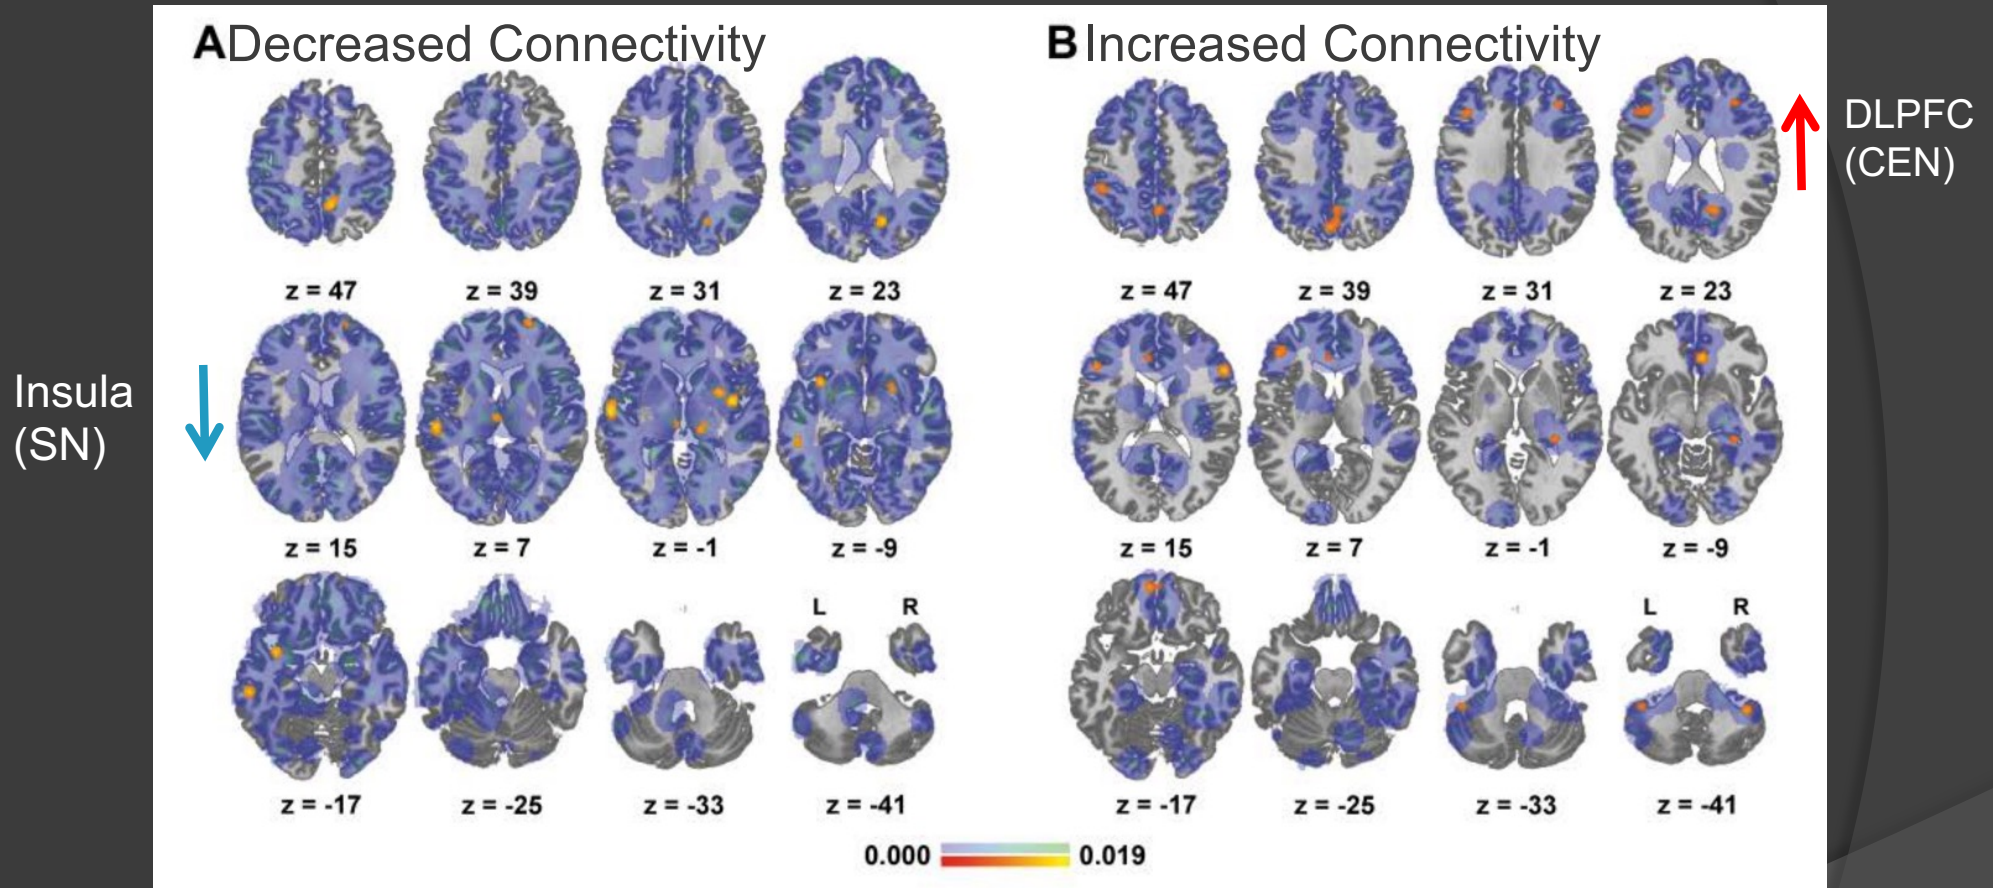 A Decreased Connectivity
B Increased Connectivity
DLPFC
(CEN)
z = 47 z = 39 z = 31 z = 23
z = 47 z = 39 z = 31 z = 23
Insula
(SN)
z = 15 z = 7 z = -1 z = -9
z = 15 z = 7 z = -1 z = -9
L R
L R
z = -17 z = -25 z = -33 z = -41
z = -17 z = -25 z = -33 z = -41
0.000 0.019